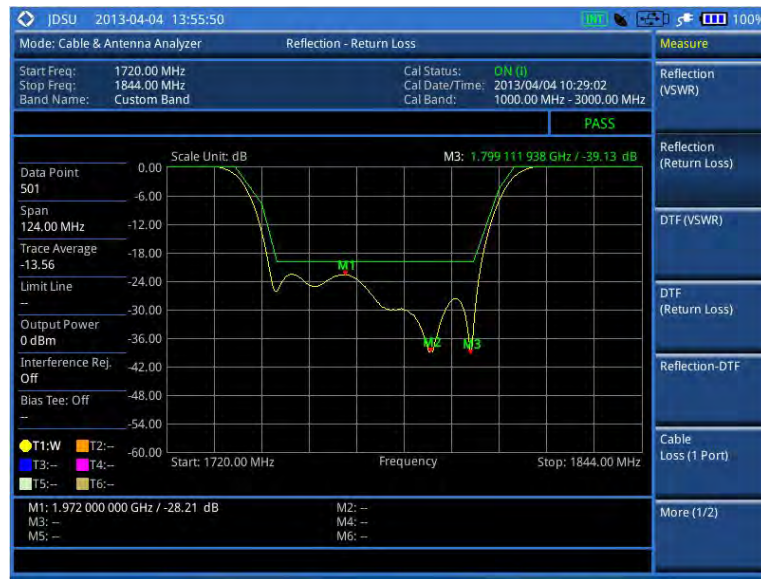 JDSU 2013-04-04 13:55:50 INT 100%
Mode: Cable & Antenna Analyzer Reflection - Return Loss Measure
Start Freq: 1720.00 MHz Cal Status: ON (I)
Stop Freq: 1844.00 MHz Cal Date/Time: 2013/04/04 10:29:02
Band Name: Custom Band Cal Band: 1000.00 MHz - 3000.00 MHz
PASS
Scale Unit: dB M3: 1.799 111 938 GHz / -39.13 dB
Data Point
501
Span
124.00 MHz
Trace Average
-13.56
Limit Line
--
Output Power
0 dBm
Interference Rej.
Off
Bias Tee: Off
--
T1:W T2:--
T3:-- T4:--
T5:-- T6:--
0.00
-6.00
-12.00
-18.00
-24.00
-30.00
-36.00
-42.00
-48.00
-54.00
-60.00
M1
M2 M3
Start: 1720.00 MHz Frequency Stop: 1844.00 MHz
M1: 1.972 000 000 GHz / -28.21 dB M2: --
M3: -- M4: --
M5: -- M6: --
Reflection
(VSWR)
Reflection
(Return Loss)
DTF (VSWR)
DTF
(Return Loss)
Reflection-DTF
Cable
Loss (1 Port)
More (1/2)